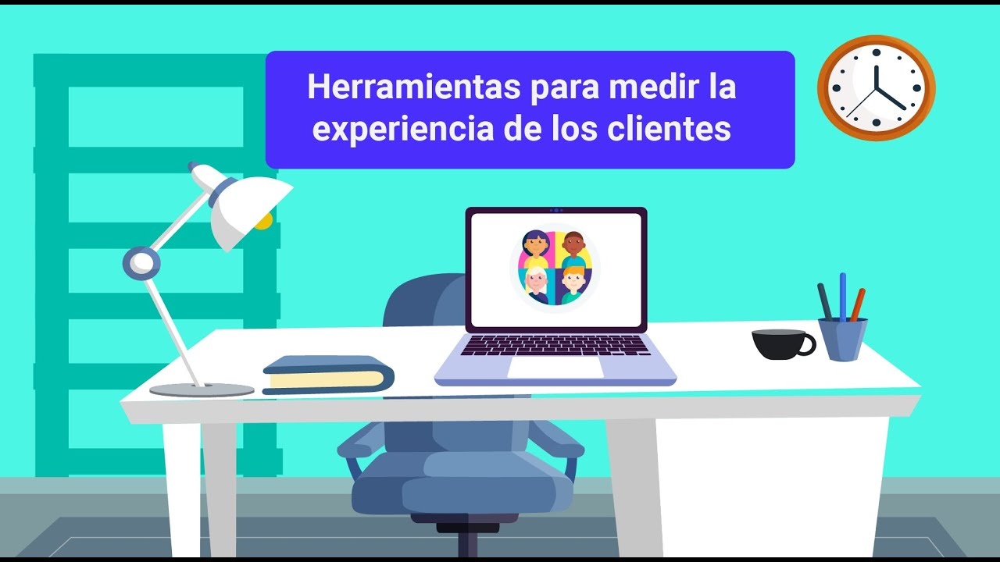 Herramientas para medir la
experiencia de los clientes